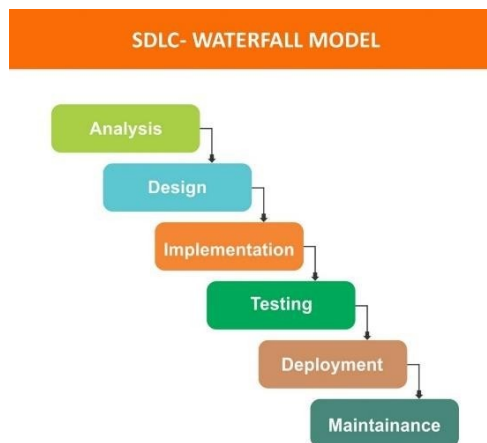 SDLC- WATERFALL MODEL
Analysis
Design
Implementation
Testing
Deployment
Maintainance